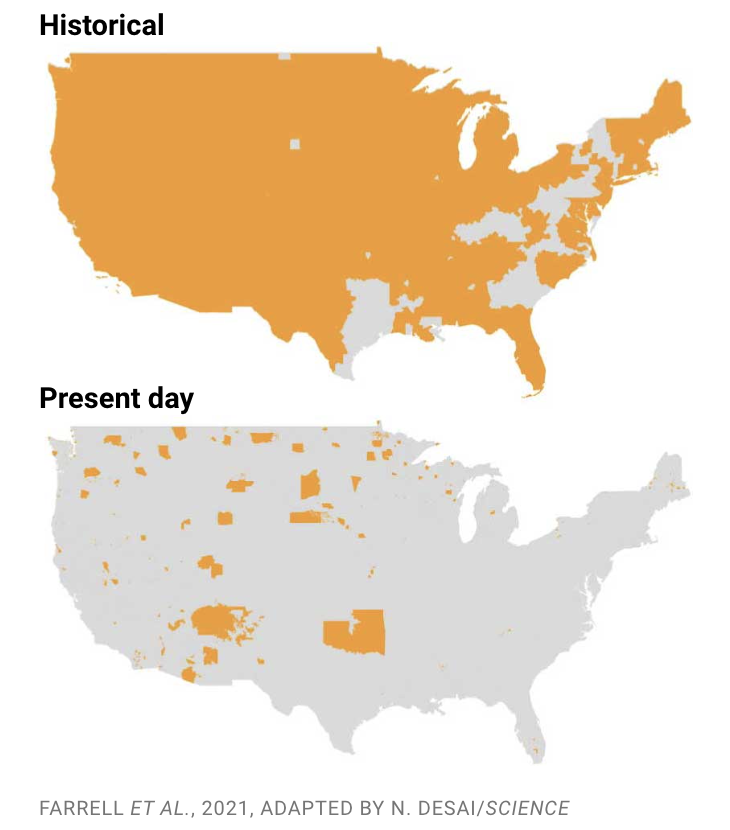 Historical
Present day
FARRELL ET AL., 2021, ADAPTED BY N. DESAI/SCIENCE